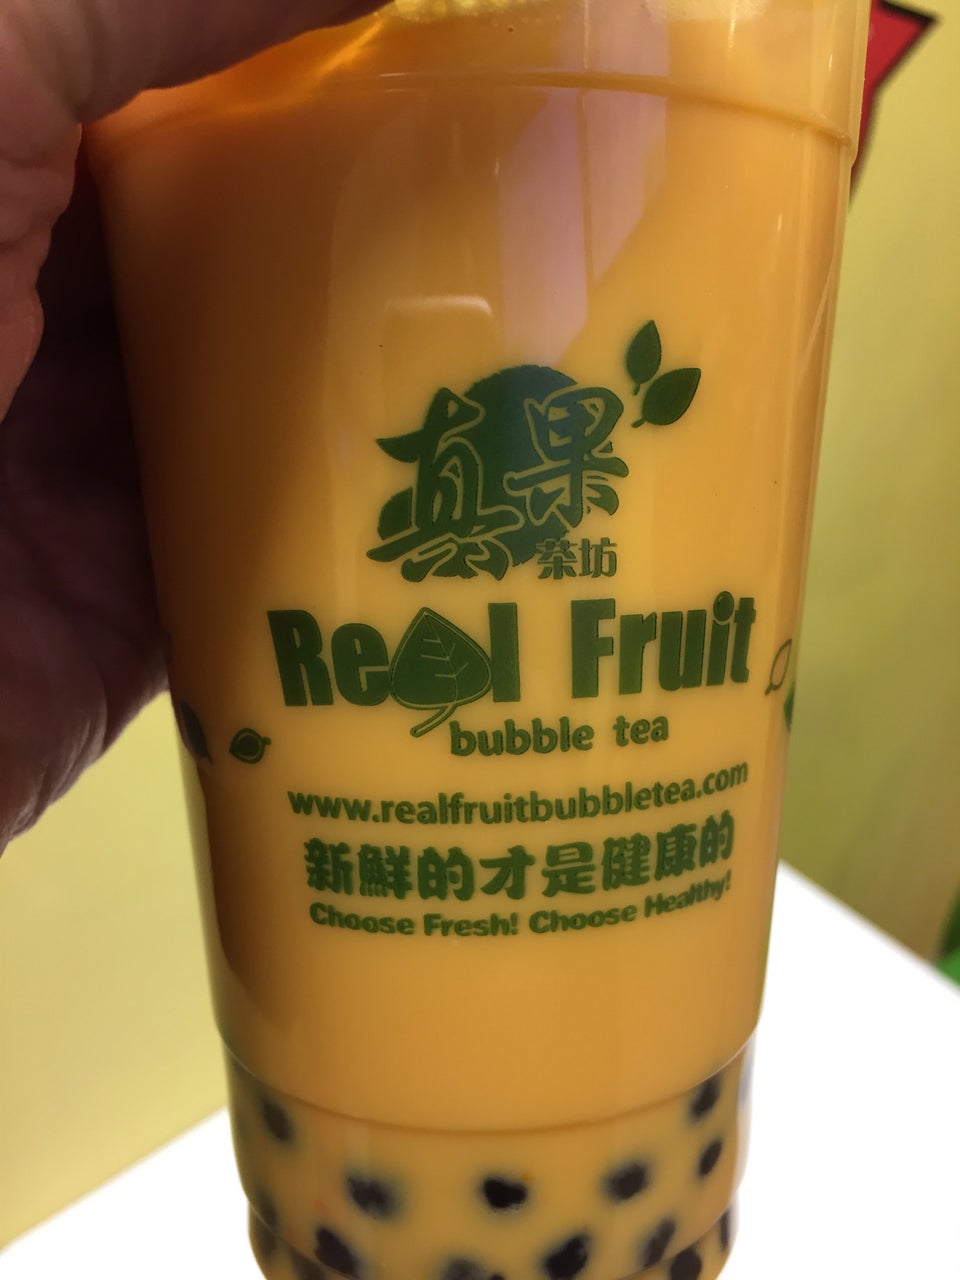 真果
茶坊
Real Fruit
bubble tea
www.realfruitbubbletea.com
新鮮的才是健康的
Choose Fresh! Choose Healthy!